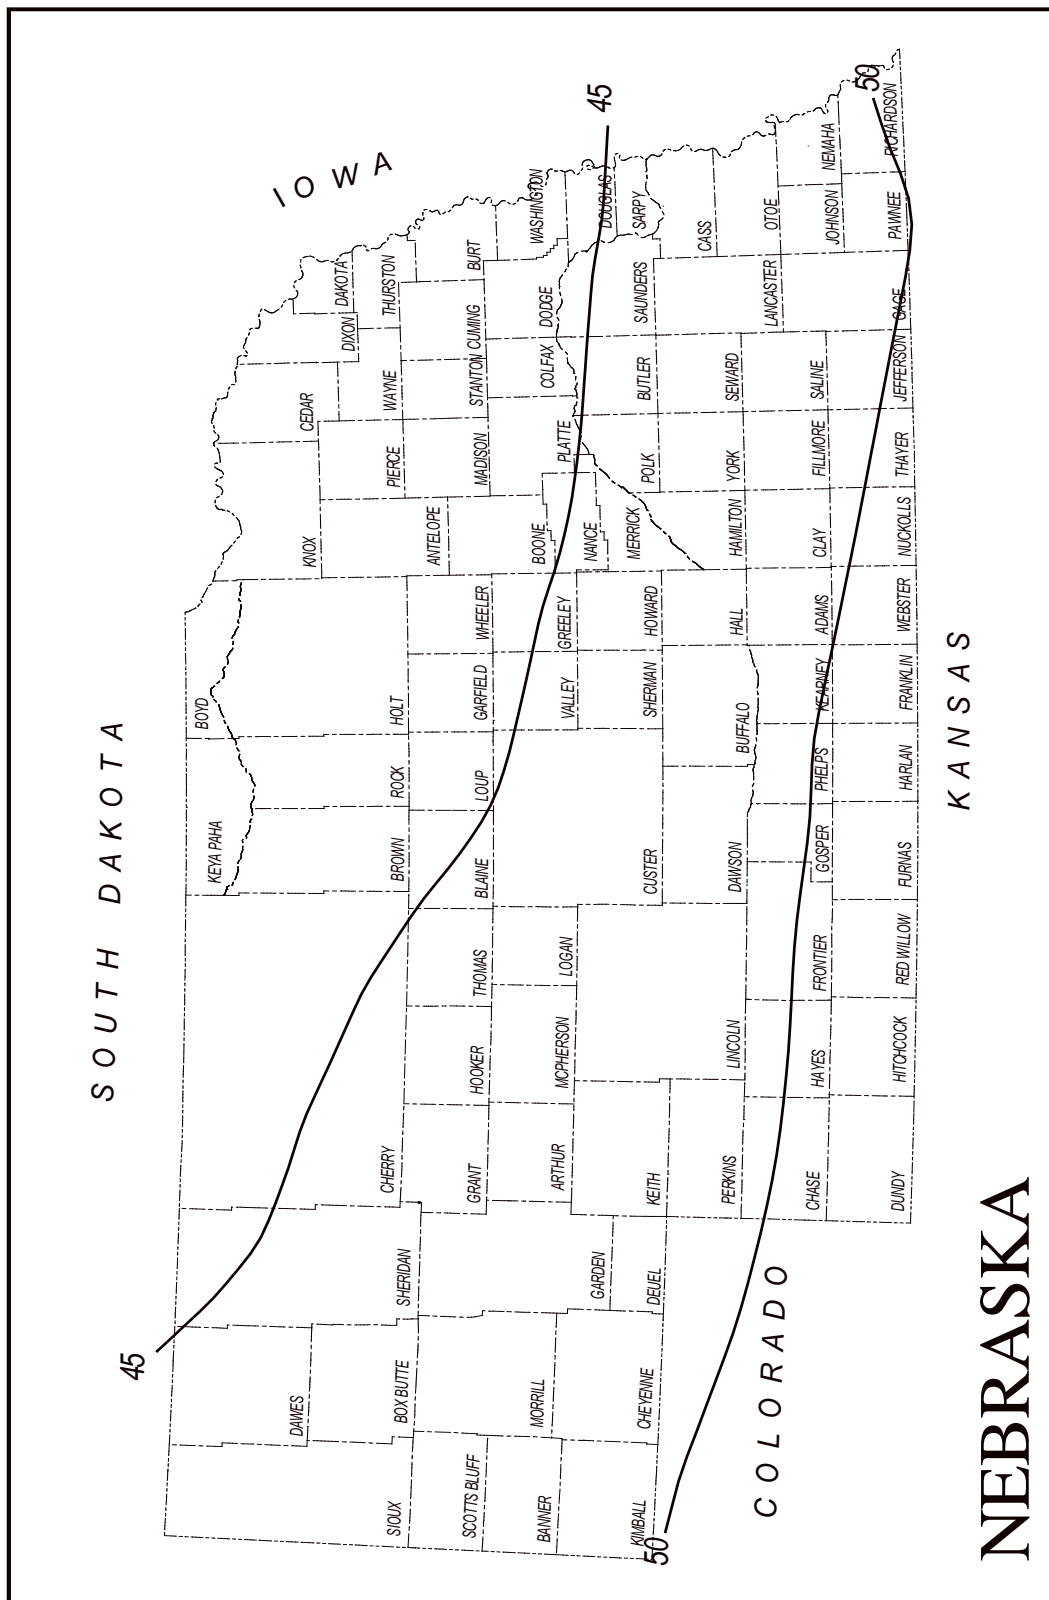 NEBRASKA
SOUTH DAKOTA
IOWA
KANSAS
COLORADO
45
45
50
50
SIOUX
DAWES
BOX BUTTE
SHERIDAN
CHERRY
KEYA PAHA
BOYD
BROWN
ROCK
HOLT
KNOX
CEDAR
DIXON
DAKOTA
PIERCE
WAYNE
THURSTON
ANTELOPE
SCOTTS BLUFF
BANNER
KIMBALL
MORRILL
CHEYENNE
GARDEN
DEUEL
GRANT
HOOKER
THOMAS
BLAINE
LOUP
GARFIELD
WHEELER
MADISON
STANTON
CUMING
BURT
ARTHUR
MCPHERSON
LOGAN
VALLEY
GREELEY
BOONE
PLATTE
COLFAX
DODGE
WASHINGTON
NANCE
DOUGLAS
KEITH
CUSTER
SHERMAN
HOWARD
MERRICK
POLK
BUTLER
SAUNDERS
SARPY
PERKINS
LINCOLN
DAWSON
BUFFALO
HALL
HAMILTON
YORK
SEWARD
LANCASTER
CASS
OTOE
CHASE
HAYES
FRONTIER
GOSPER
PHELPS
KEARNEY
ADAMS
CLAY
FILLMORE
SALINE
JOHNSON
NEMAHA
DUNDY
HITCHCOCK
RED WILLOW
FURNAS
HARLAN
FRANKLIN
WEBSTER
NUCKOLLS
THAYER
JEFFERSON
GAGE
PAWNEE
RICHARDSON